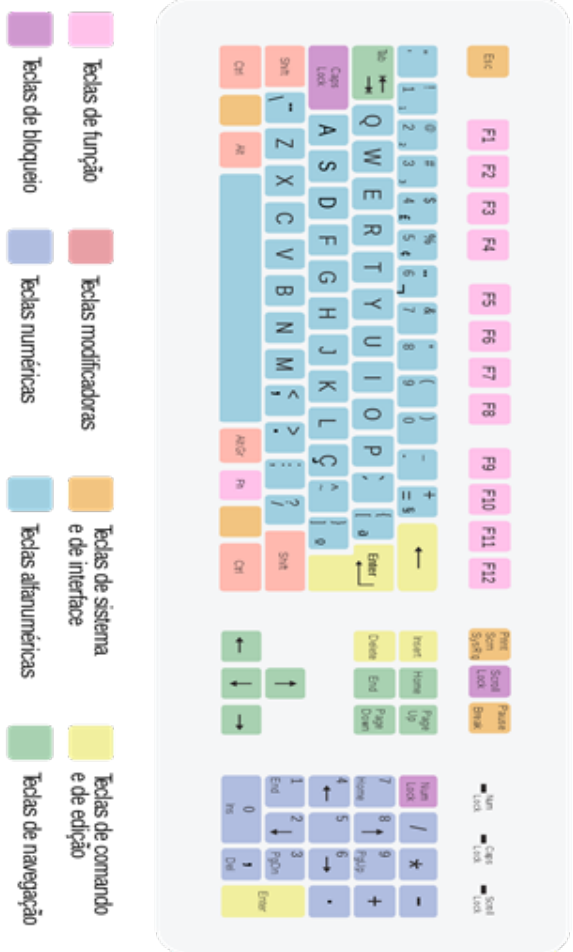 Esc F1 F2 F3 F4 F5 F6 F7 F8 F9 F10 F11 F12 Print Scrn SysRq Scroll Lock Pause Break Num Lock Caps Lock Scroll Lock
' " 1 ! 2 @ 3 # 4 $ 5 % 6 ¨ 7 & 8 * 9 ( 0 ) - _ = + § ← Insert Home Page Up Num Lock / * -
Tab Q W E R T Y U I O P ´ ` [ { ª Enter Delete End Page Down 7 Home 8 ↑ 9 PgUp +
Caps Lock A S D F G H J K L Ç ~ ^ ] } º 4 ← 5 6 → .
Shift \ | Z X C V B N M , < . > ; : / ? Shift ↑ 1 End 2 ↓ 3 PgDn Enter
Ctrl Alt Alt Gr Fn Ctrl ← ↓ → 0 Ins , Del
Teclas de função
Teclas modificadoras
Teclas de sistema
e de interface
Teclas de comando
e de edição
Teclas de bloqueio
Teclas numéricas
Teclas alfanuméricas
Teclas de navegação